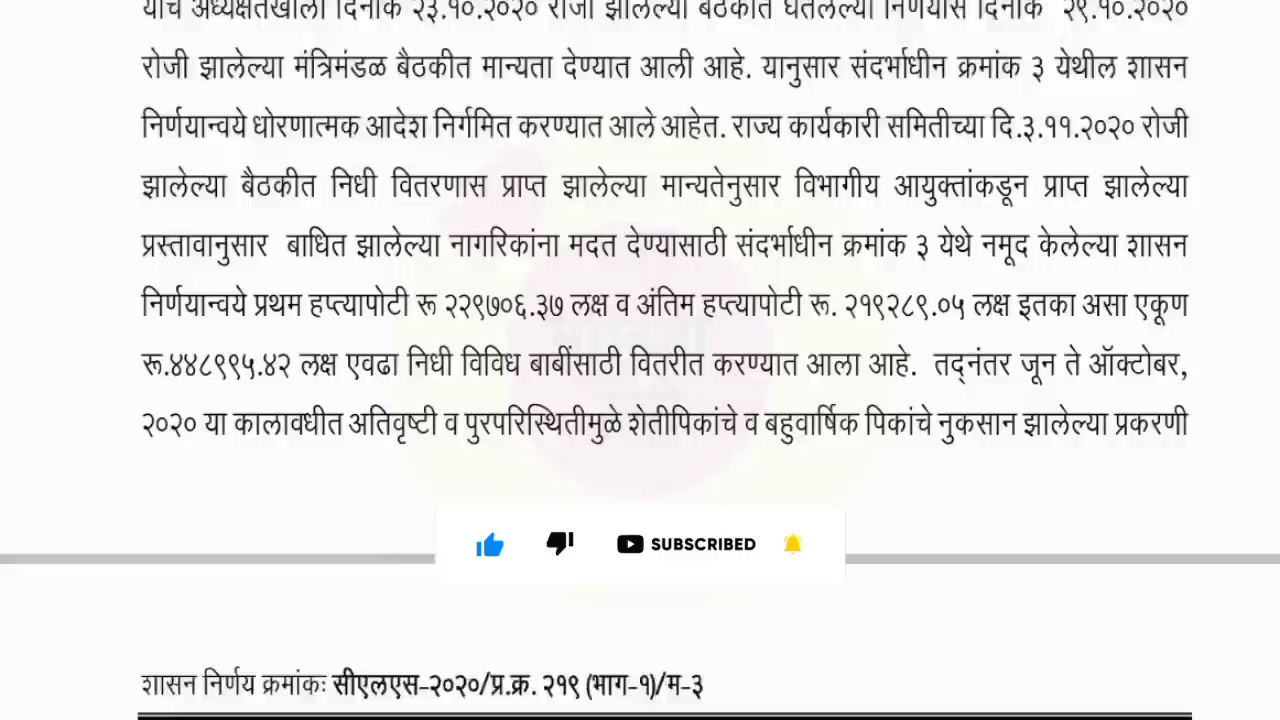 यांचे अध्यक्षतेखाली दिनांक २३.१०.२०२० रोजी झालेल्या बैठकीत घेतलेल्या निर्णयास दिनांक २९.१०.२०२०
रोजी झालेल्या मंत्रिमंडळ बैठकीत मान्यता देण्यात आली आहे. यानुसार संदर्भाधीन क्रमांक ३ येथील शासन
निर्णयान्वये धोरणात्मक आदेश निर्गमित करण्यात आले आहेत. राज्य कार्यकारी समितीच्या दि.३.११.२०२० रोजी
झालेल्या बैठकीत निधी वितरणास प्राप्त झालेल्या मान्यतेनुसार विभागीय आयुक्तांकडून प्राप्त झालेल्या
प्रस्तावानुसार बाधित झालेल्या नागरिकांना मदत देण्यासाठी संदर्भाधीन क्रमांक ३ येथे नमूद केलेल्या शासन
निर्णयान्वये प्रथम हप्त्यापोटी रू २२९७०६.३७ लक्ष व अंतिम हप्त्यापोटी रू. २१९२८९.०५ लक्ष इतका असा एकूण
रू.४४८९९५.४२ लक्ष एवढा निधी विविध बाबींसाठी वितरीत करण्यात आला आहे. तद्नंतर जून ते ऑक्टोबर,
२०२० या कालावधीत अतिवृष्टी व पुरपरिस्थितीमुळे शेतीपिकांचे व बहुवार्षिक पिकांचे नुकसान झालेल्या प्रकरणी
SUBSCRIBED
शासन निर्णय क्रमांकः सीएलएस-२०२०/प्र.क्र. २१९ (भाग-१)/म-३